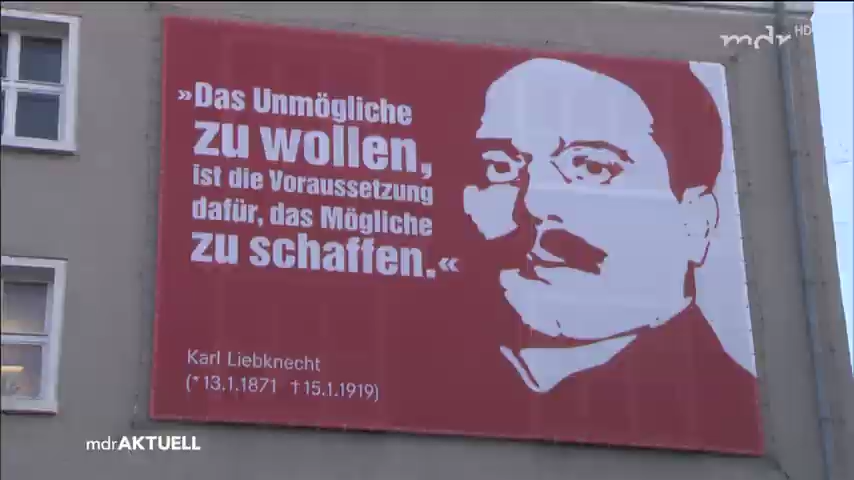 mdr HD
»Das Unmögliche
zu wollen,
ist die Voraussetzung
dafür, das Mögliche
zu schaffen.«
Karl Liebknecht
(*13.1.1871 †15.1.1919)
mdrAKTUELL